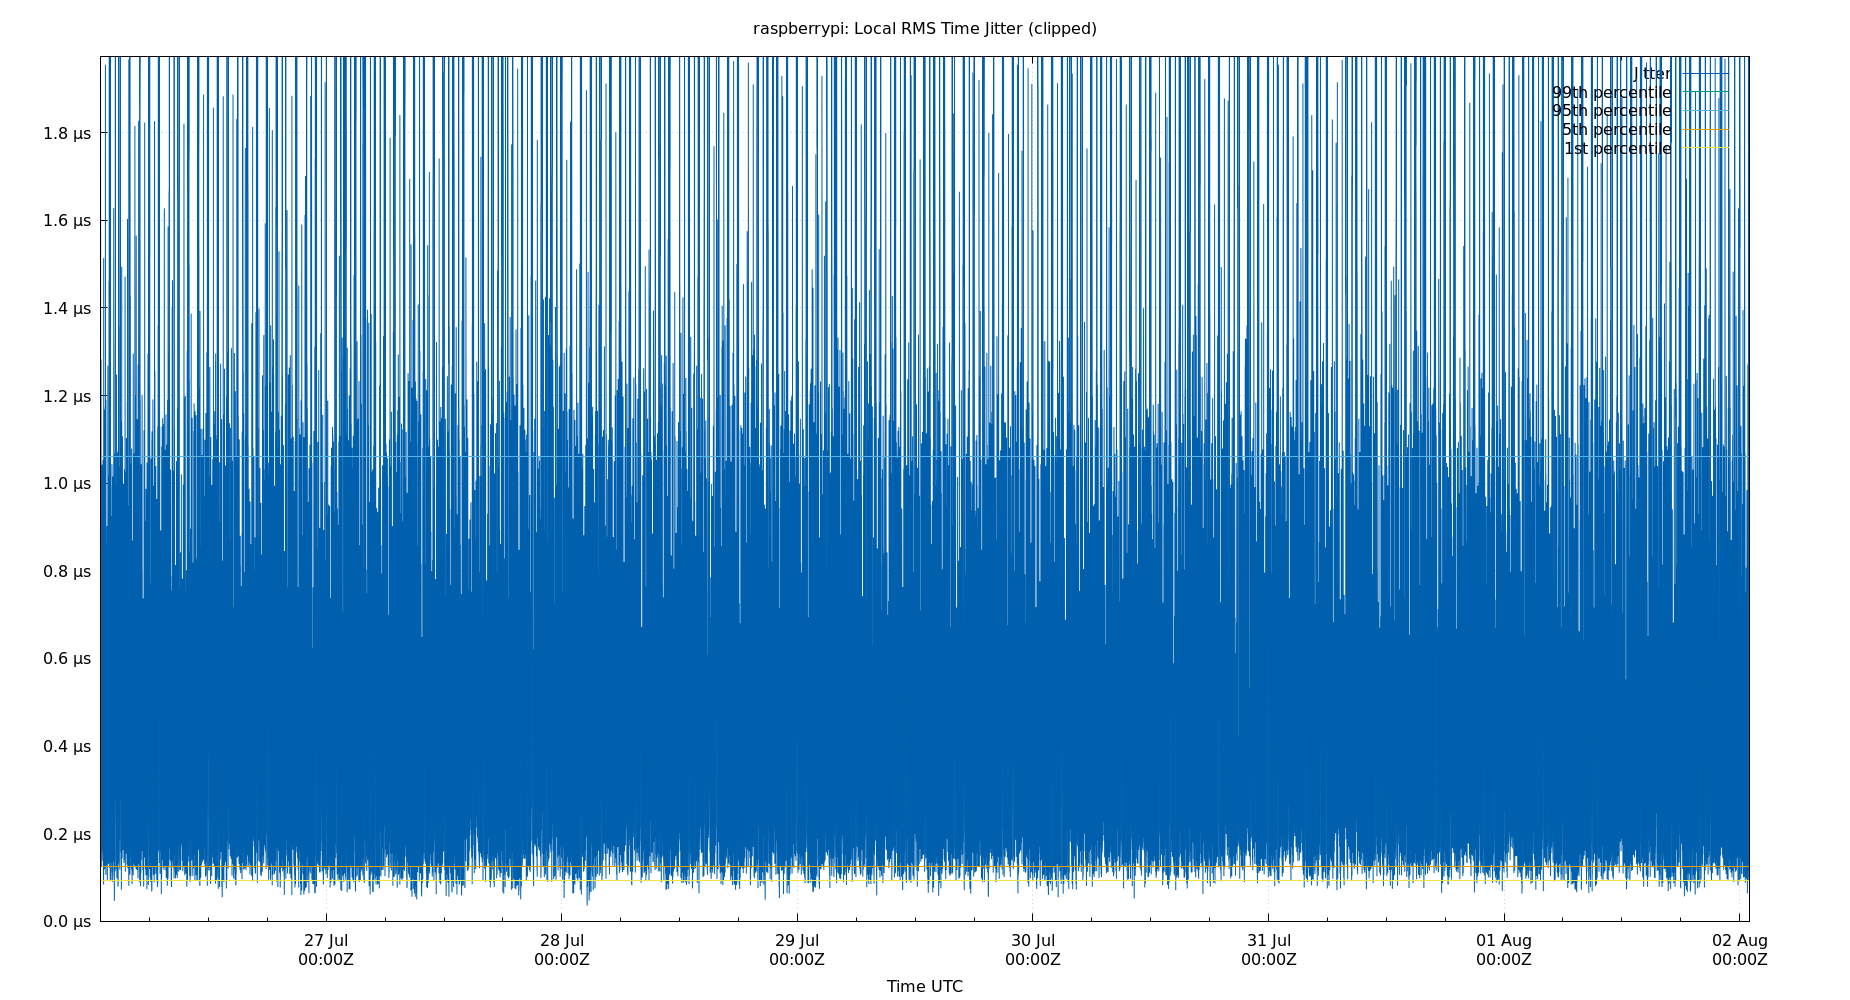 raspberrypi: Local RMS Time Jitter (clipped)
Jitter
99th percentile
95th percentile
5th percentile
1st percentile
1.8 µs
1.6 µs
1.4 µs
1.2 µs
1.0 µs
0.8 µs
0.6 µs
0.4 µs
0.2 µs
0.0 µs
27 Jul 28 Jul 29 Jul 30 Jul 31 Jul 01 Aug 02 Aug
00:00Z 00:00Z 00:00Z 00:00Z 00:00Z 00:00Z 00:00Z
Time UTC